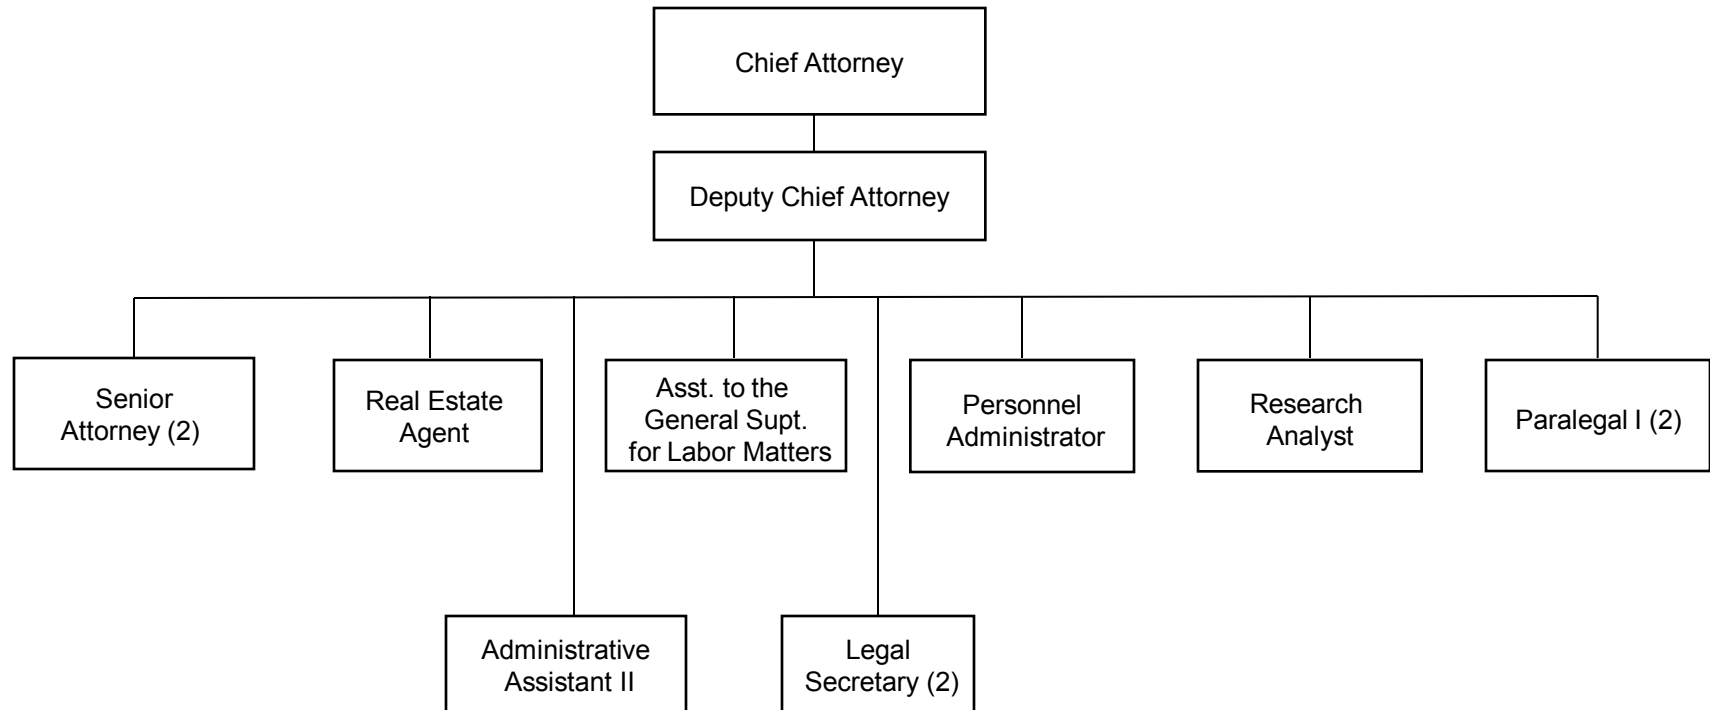 Chief Attorney
Deputy Chief Attorney
Senior
Attorney (2)
Real Estate
Agent
Asst. to the
General Supt.
for Labor Matters
Personnel
Administrator
Research
Analyst
Paralegal I (2)
Administrative
Assistant II
Legal
Secretary (2)